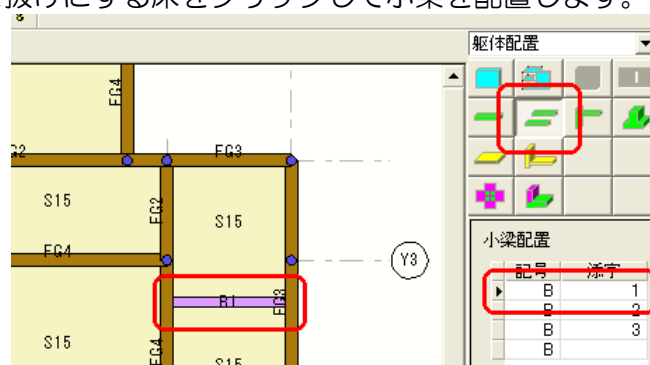 抜けにする床をクリックして小梁を配置します。
躯体配置
FG4
G2
FG3
S15
FG2
S15
FG4
Y3
小梁配置
記号 添字
B 1
B 2
B 3
B
B1
FG3
S15
FG4
S15